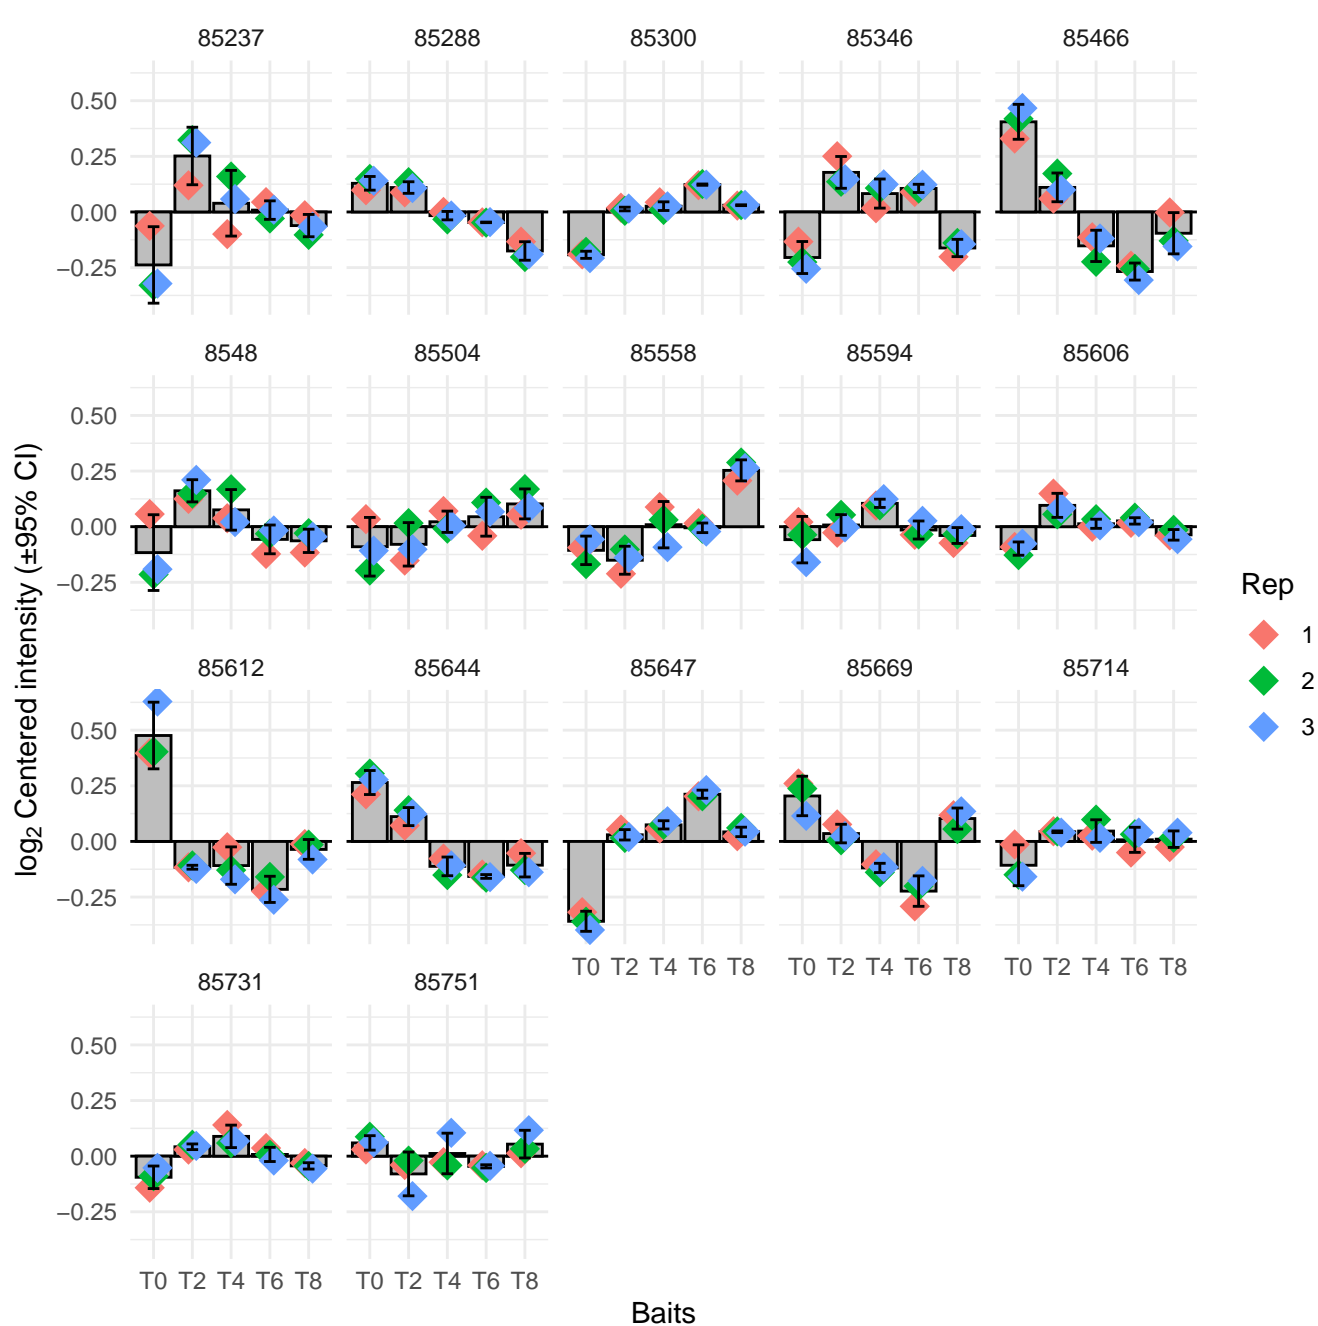 85237 85288 85300 85346 85466
0.50
0.25
0.00
−0.25
8548 85504 85558 85594 85606
0.50
0.25
0.00
−0.25
85612 85644 85647 85669 85714
0.50
0.25
0.00
−0.25
T0 T2 T4 T6 T8 T0 T2 T4 T6 T8 T0 T2 T4 T6 T8
85731 85751
0.50
0.25
0.00
−0.25
T0 T2 T4 T6 T8 T0 T2 T4 T6 T8
Baits
log2 Centered intensity (±95% CI)
Rep
1
2
3